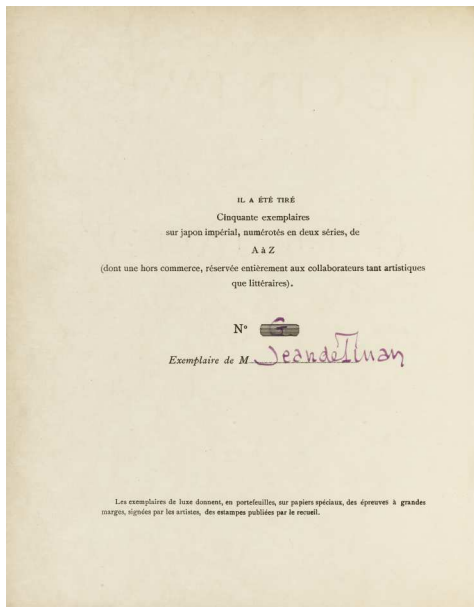 IL A ÉTÉ TIRÉ
Cinquante exemplaires
sur japon impérial, numérotés en deux séries, de
A à Z
(dont une hors commerce, réservée entièrement aux collaborateurs tant artistiques
que littéraires).
N° G
Exemplaire de M Jean de Tinan
Les exemplaires de luxe donnent, en portefeuilles, sur papiers spéciaux, des épreuves à grandes
marges, signées par les artistes, des estampes publiées par le recueil.